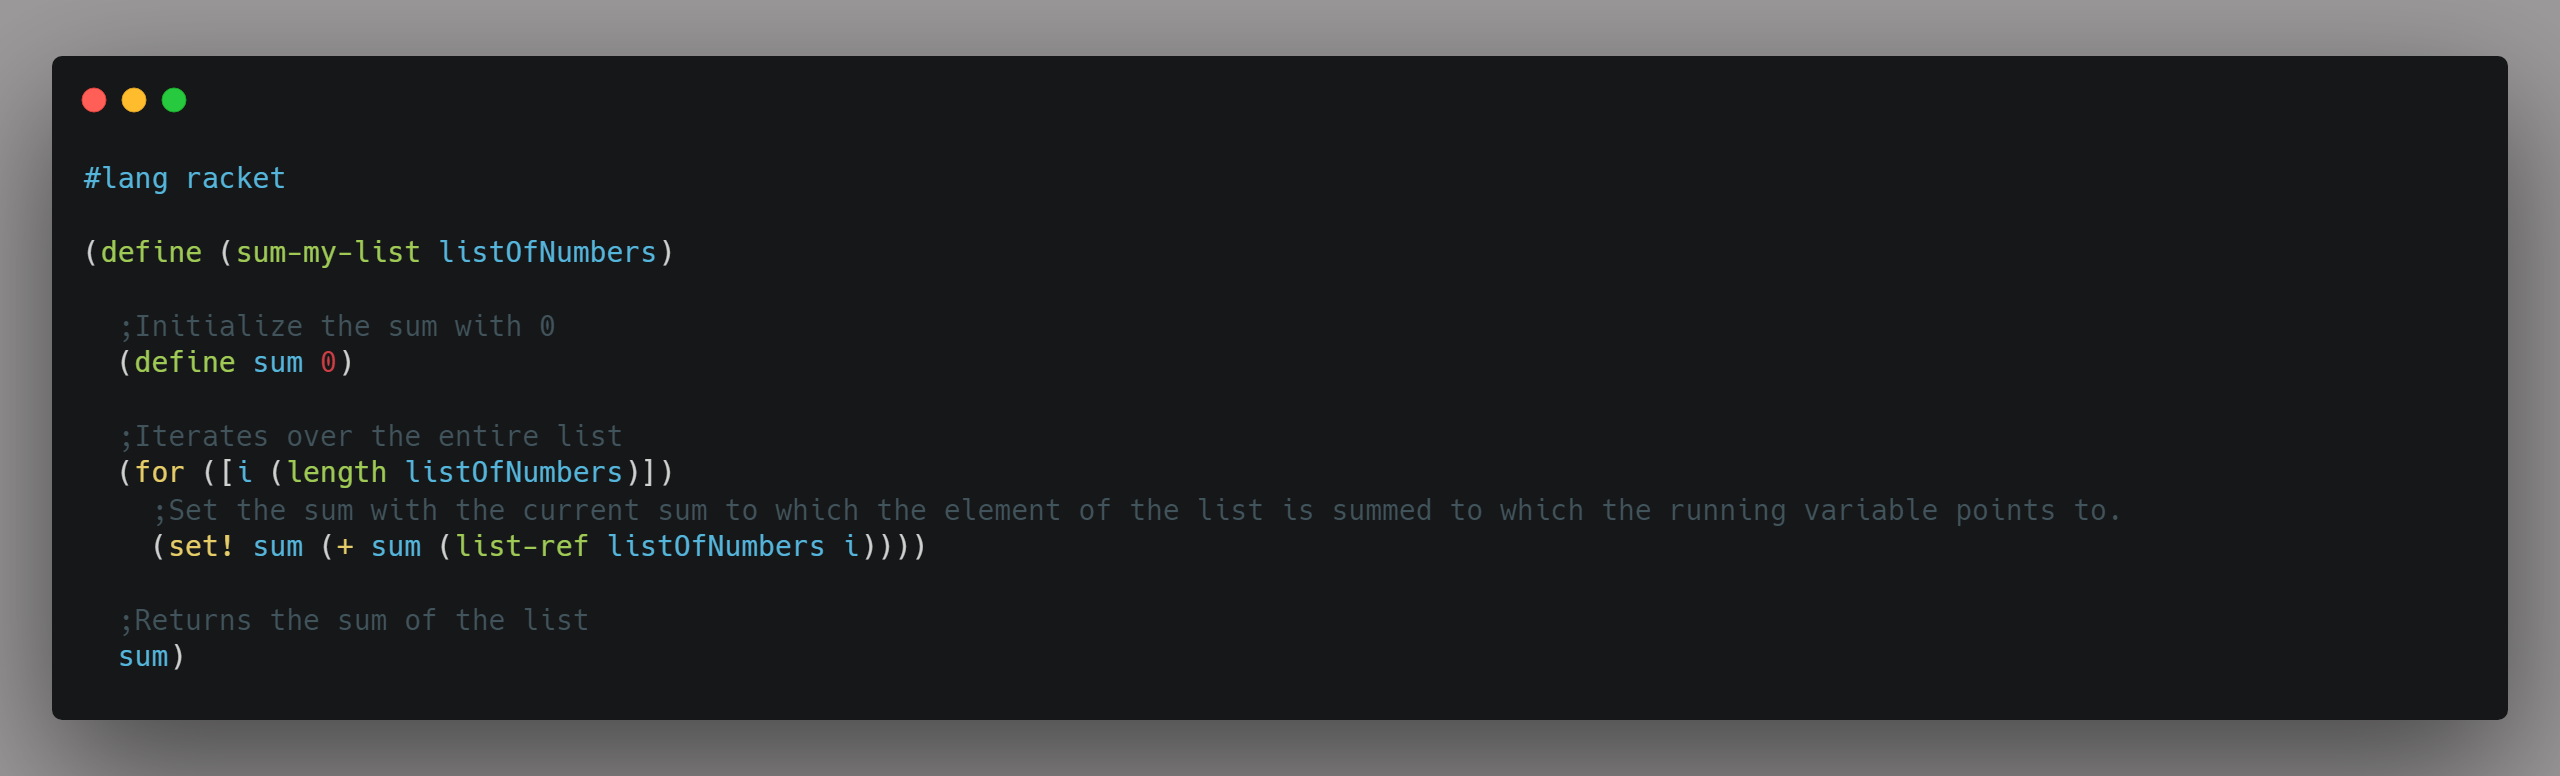 #lang racket
(define (sum-my-list listOfNumbers)
;Initialize the sum with 0
(define sum 0)
;Iterates over the entire list
(for ([i (length listOfNumbers)])
;Set the sum with the current sum to which the element of the list is summed to which the running variable points to.
(set! sum (+ sum (list-ref listOfNumbers i))))
;Returns the sum of the list
sum)